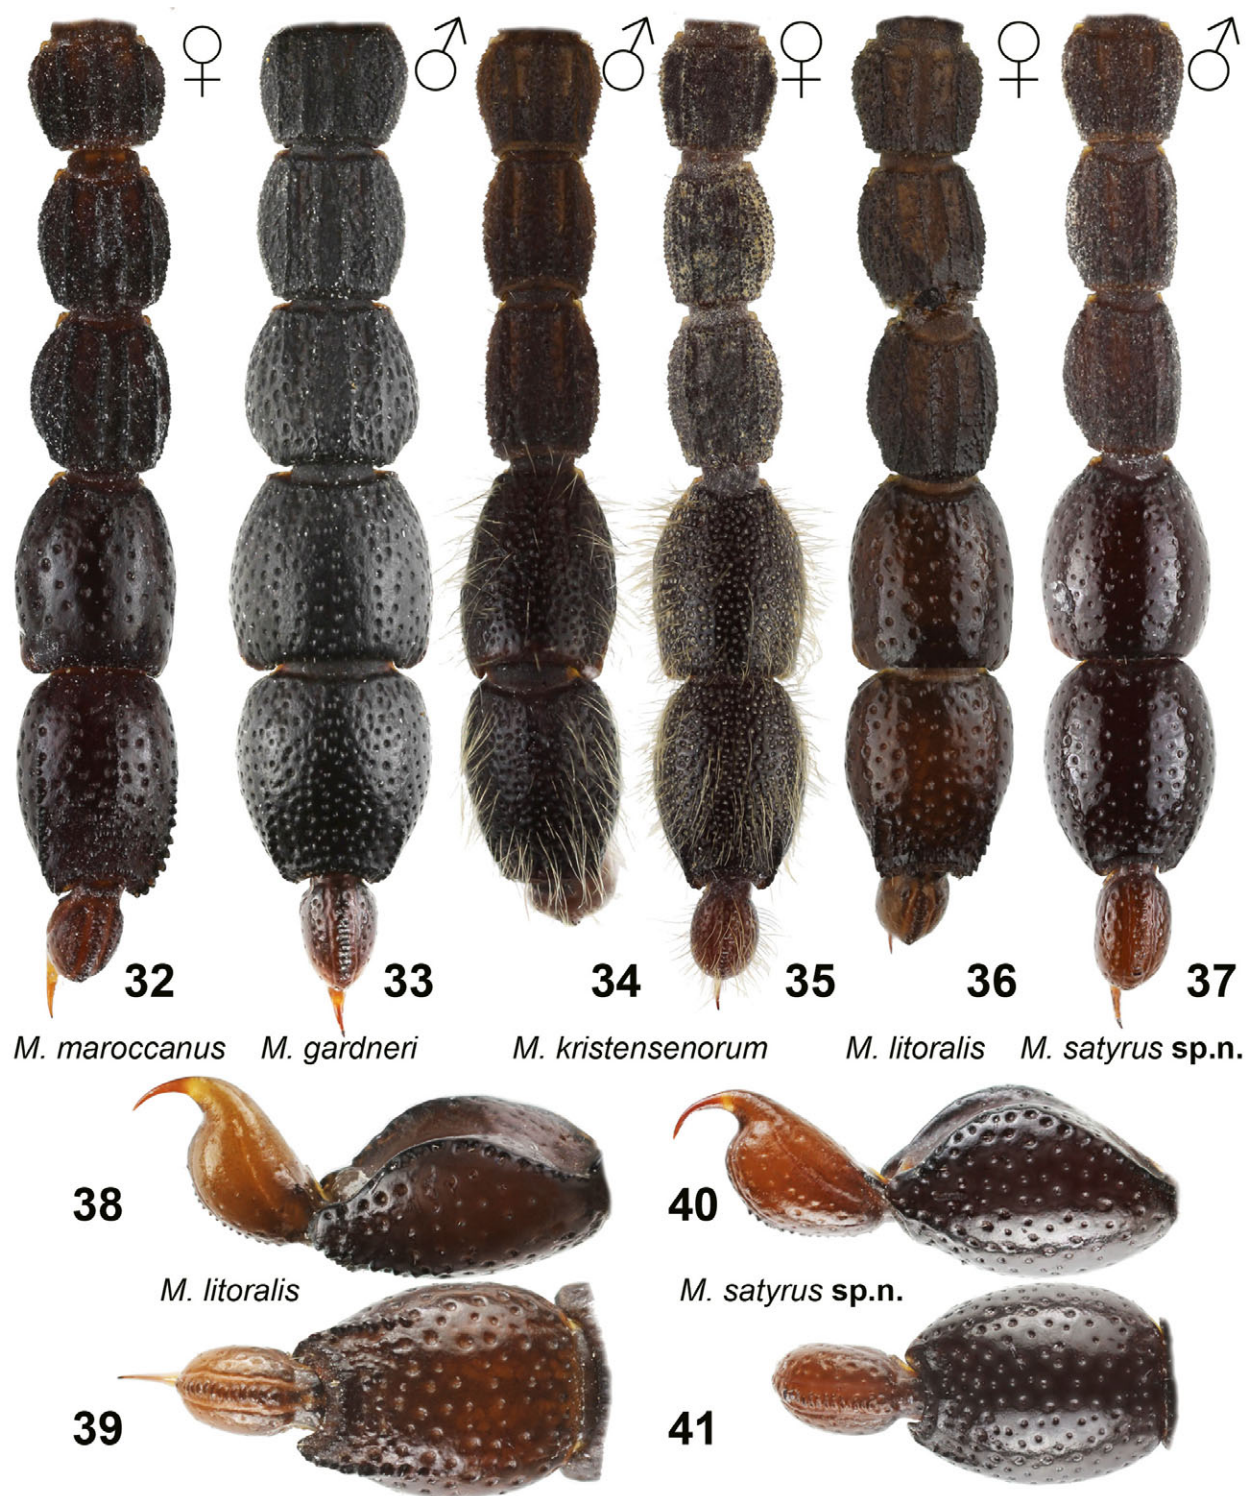 ♀ ♂ ♂ ♀ ♀ ♂
32 33 34 35 36 37
M. maroccanus M. gardneri M. kristensenorum M. litoralis M. satyrus sp.n.
38 40
M. litoralis M. satyrus sp.n.
39 41